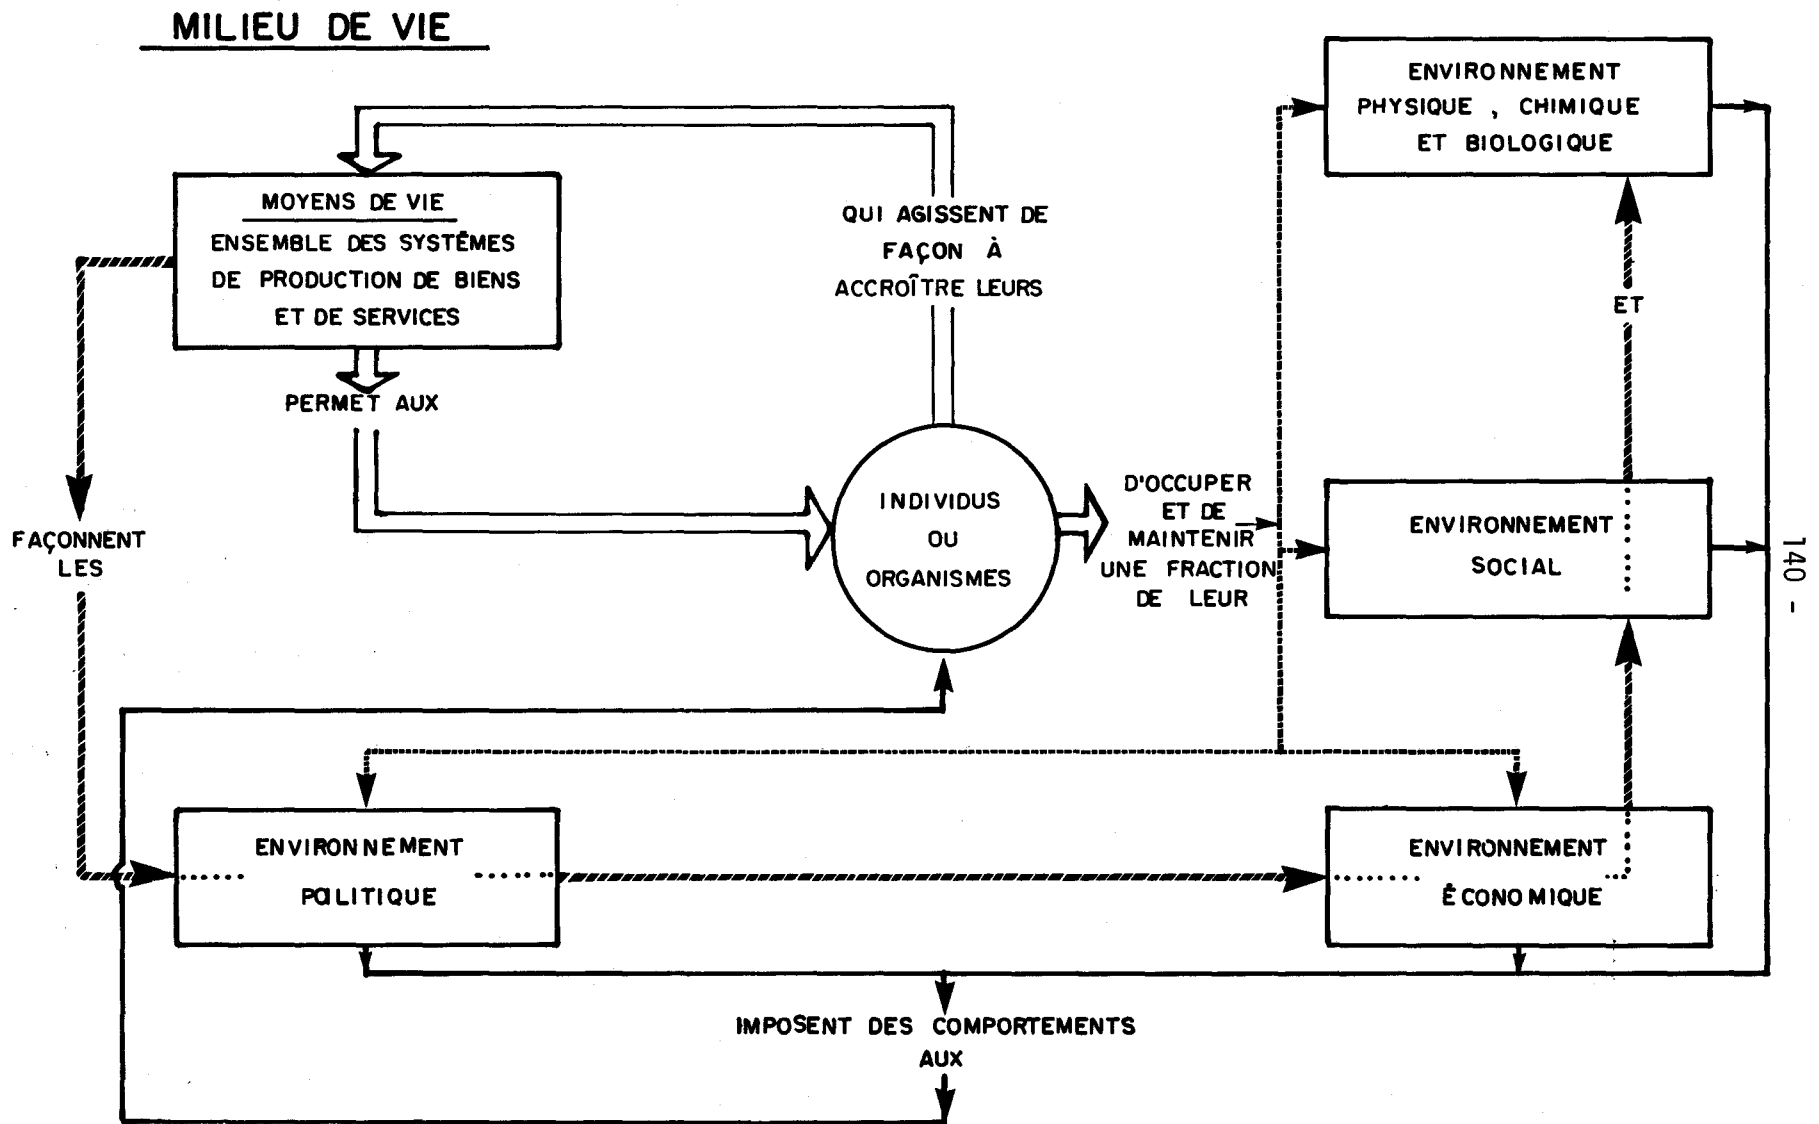 MILIEU DE VIE
MOYENS DE VIE
ENSEMBLE DES SYSTÊMES
DE PRODUCTION DE BIENS
ET DE SERVICES
PERMET AUX
QUI AGISSENT DE
FAÇON À
ACCROÎTRE LEURS
INDIVIDUS
OU
ORGANISMES
D'OCCUPER
ET DE
MAINTENIR
UNE FRACTION
DE LEUR
ENVIRONNEMENT
PHYSIQUE , CHIMIQUE
ET BIOLOGIQUE
ET
ENVIRONNEMENT
SOCIAL
FAÇONNENT
LES
ENVIRONNEMENT
POLITIQUE
ENVIRONNEMENT
ÉCONOMIQUE
IMPOSENT DES COMPORTEMENTS
AUX
140 -